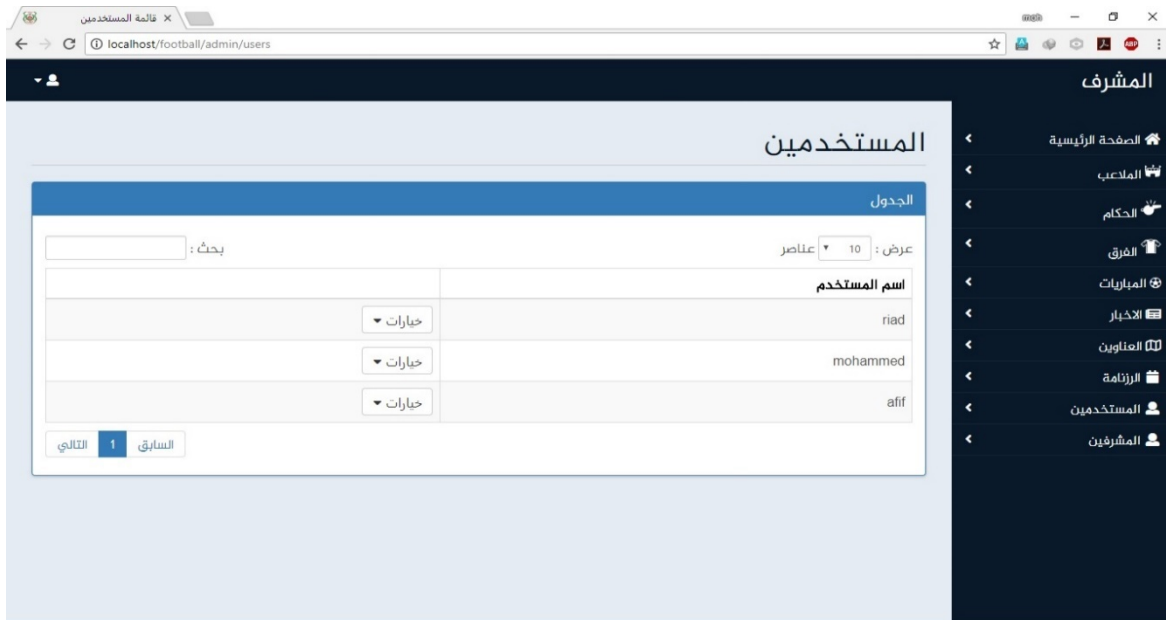 قائمة المستخدمين
localhost/football/admin/users
ABP
المشرف
الصفحة الرئيسية
الملاعب
الحكام
الفرق
المباريات
الاخبار
العناوين
الرزنامة
المستخدمين
المشرفين
المستخدمين
الجدول
عرض : 10 عناصر
بحث :
اسم المستخدم
riad خيارات
mohammed خيارات
afif خيارات
السابق 1 التالي